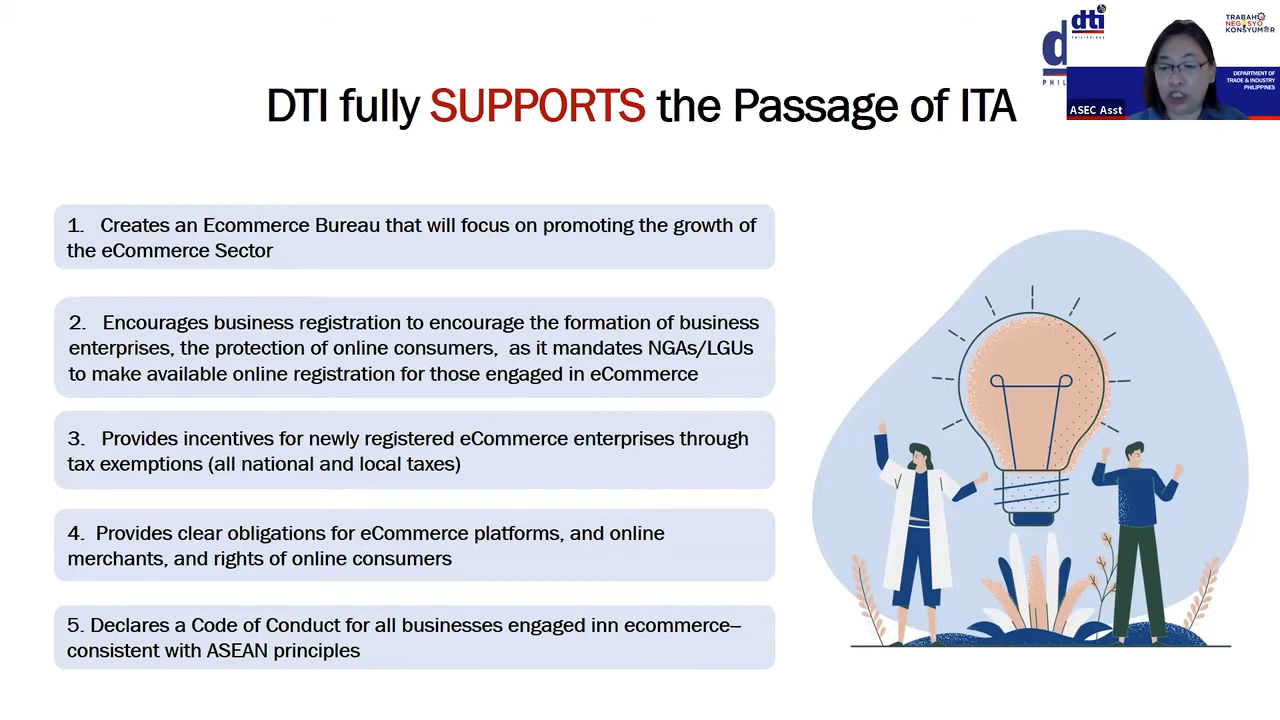 dti
PHILIPPINES
TRABAHO
NEGOSYO
KONSYUMER
d
PHIL
DEPARTMENT OF
TRADE & INDUSTRY
PHILIPPINES
ASEC Asst
DTI fully SUPPORTS the Passage of ITA
1. Creates an Ecommerce Bureau that will focus on promoting the growth of
the eCommerce Sector
2. Encourages business registration to encourage the formation of business
enterprises, the protection of online consumers, as it mandates NGAs/LGUs
to make available online registration for those engaged in eCommerce
3. Provides incentives for newly registered eCommerce enterprises through
tax exemptions (all national and local taxes)
4. Provides clear obligations for eCommerce platforms, and online
merchants, and rights of online consumers
5. Declares a Code of Conduct for all businesses engaged inn ecommerce–
consistent with ASEAN principles